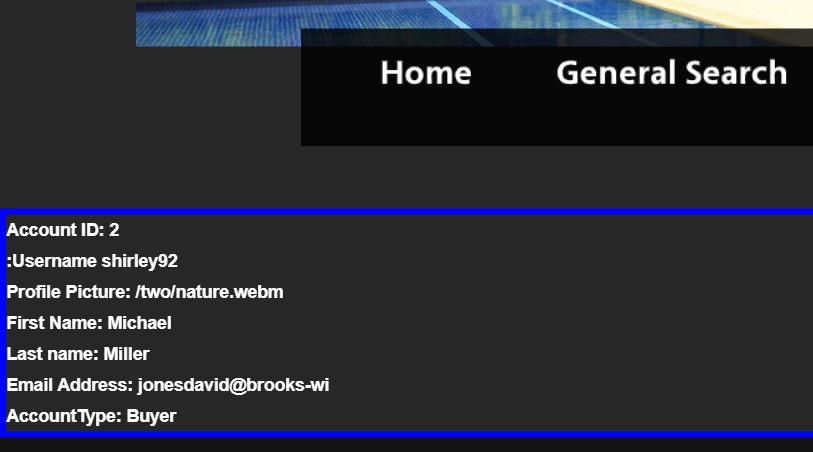 Home General Search
Account ID: 2
:Username shirley92
Profile Picture: /two/nature.webm
First Name: Michael
Last name: Miller
Email Address: jonesdavid@brooks-wi
AccountType: Buyer